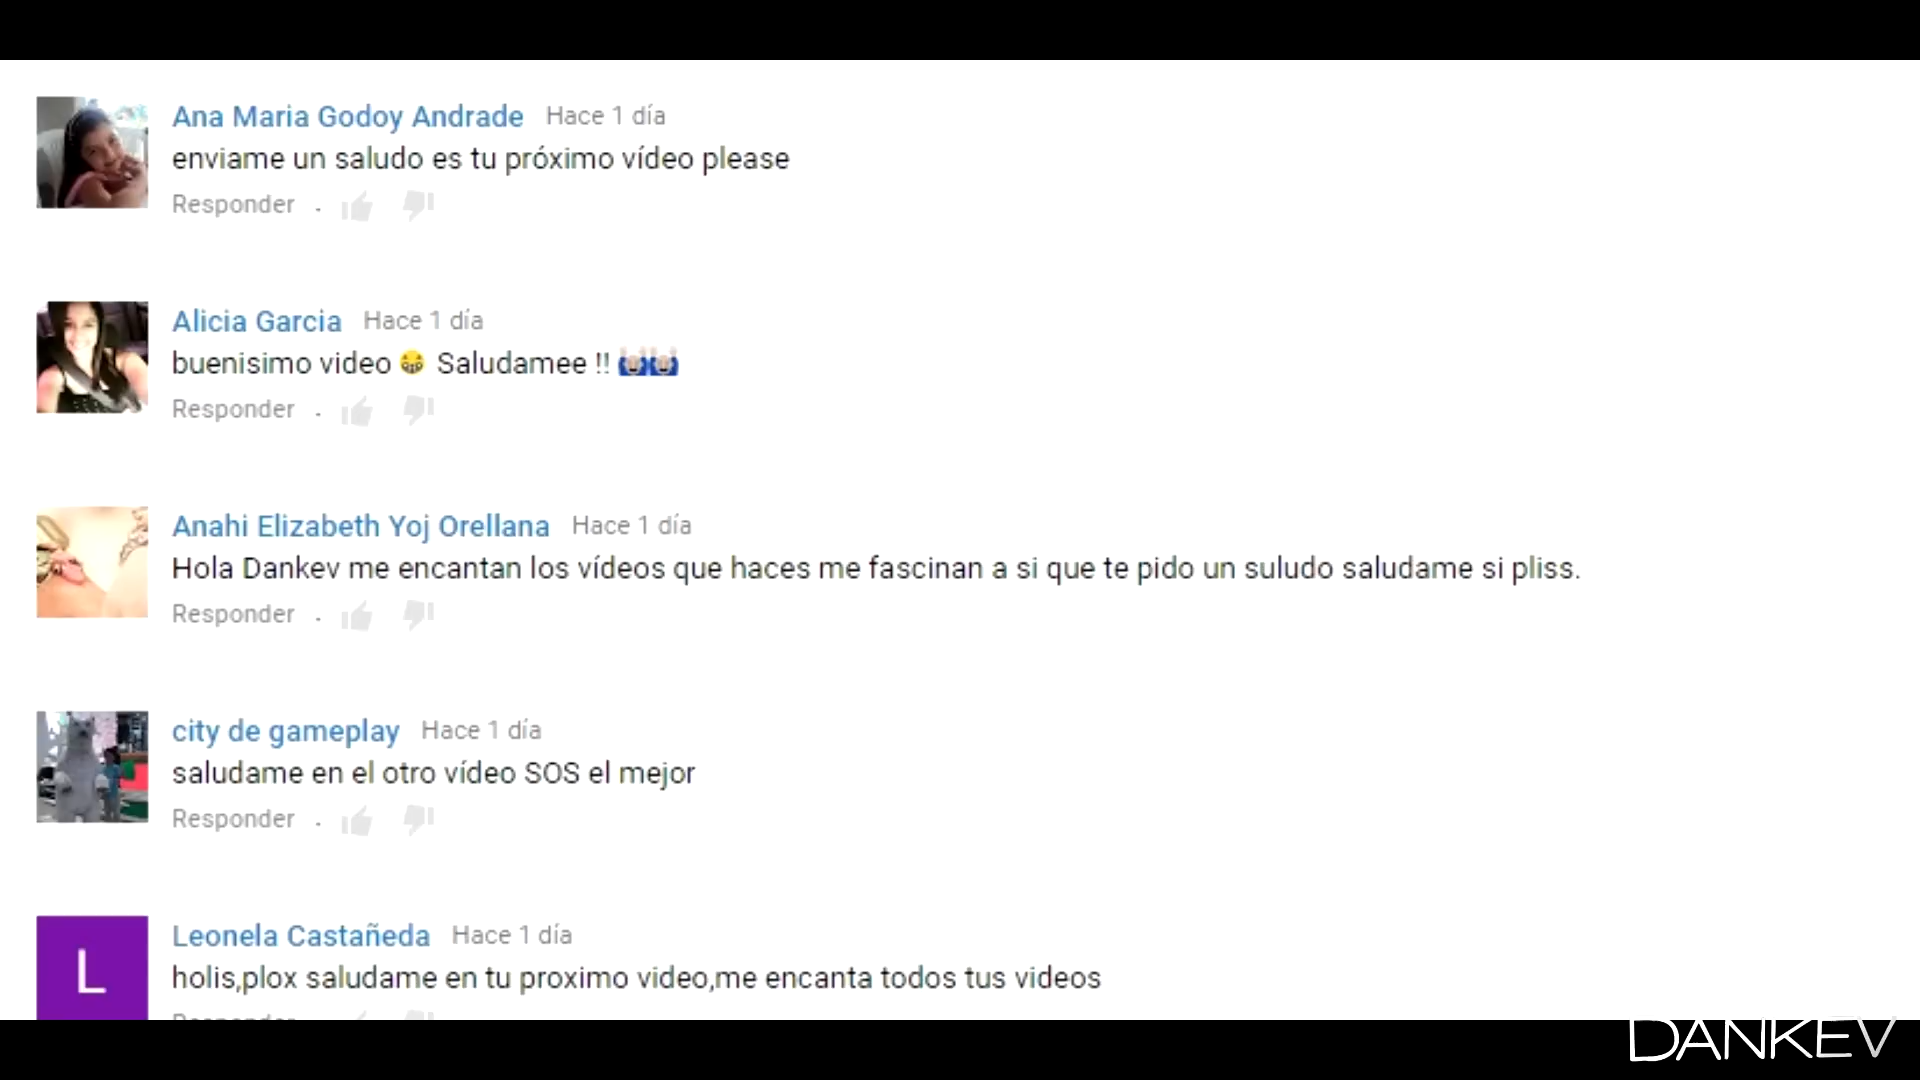 Ana Maria Godoy Andrade Hace 1 día
enviame un saludo es tu próximo vídeo please
Responder .
Alicia Garcia Hace 1 día
buenisimo video 😂 Saludamee !! 🙌🙌
Responder .
Anahi Elizabeth Yoj Orellana Hace 1 día
Hola Dankev me encantan los vídeos que haces me fascinan a si que te pido un suludo saludame si pliss.
Responder .
city de gameplay Hace 1 día
saludame en el otro vídeo SOS el mejor
Responder .
L
Leonela Castañeda Hace 1 día
holis,plox saludame en tu proximo video,me encanta todos tus videos
Responder
DANKEV